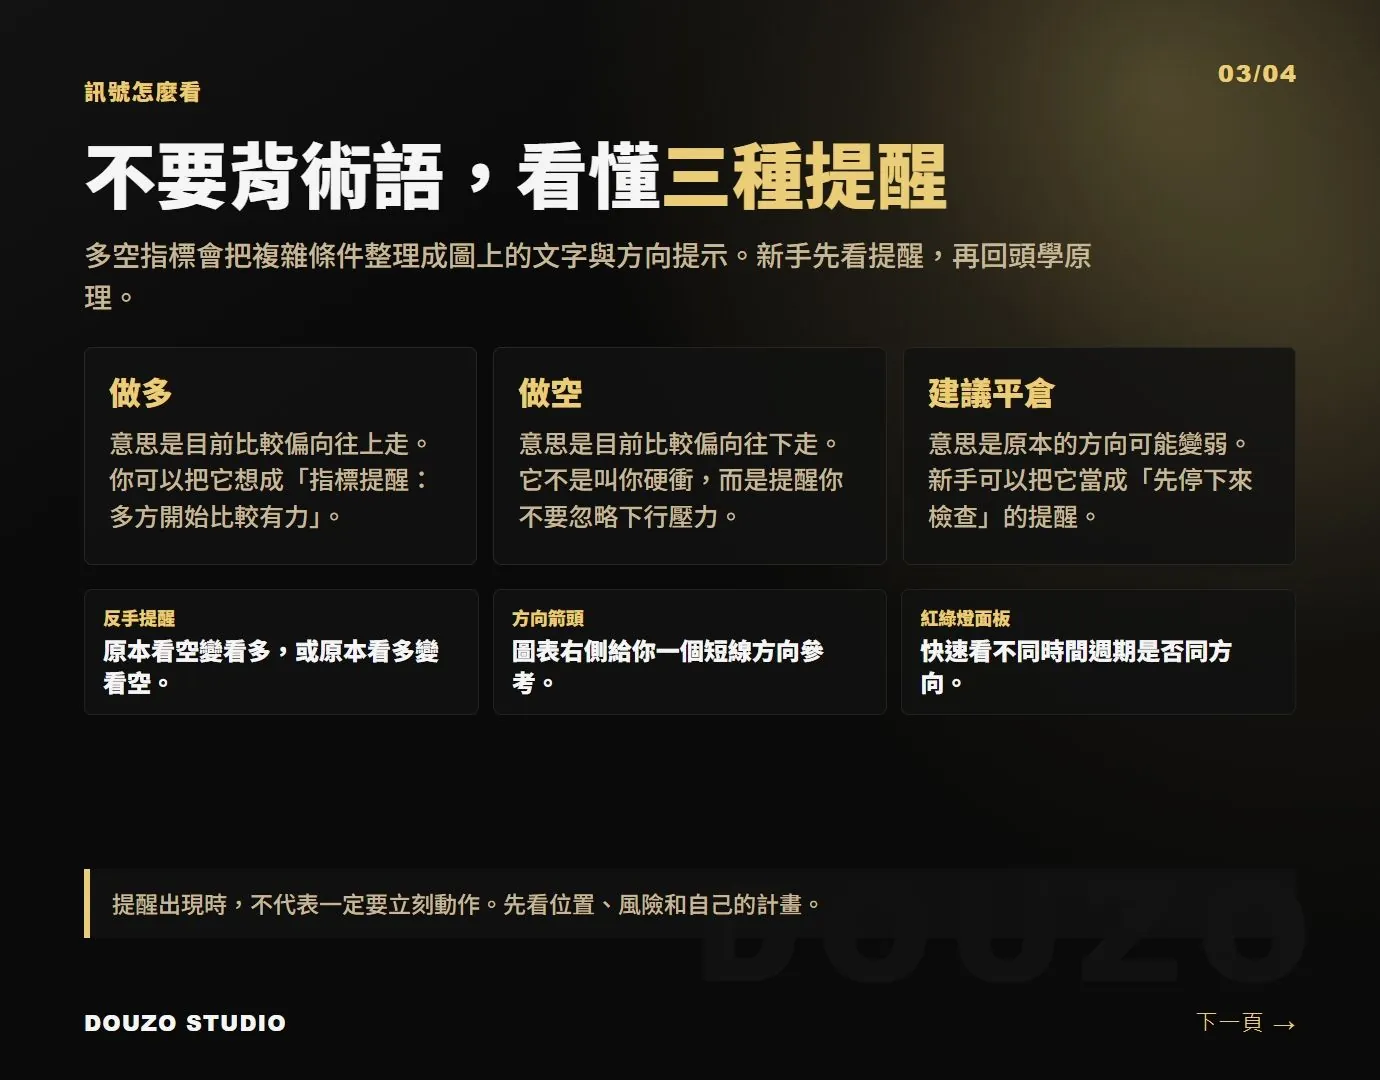 訊號怎麼看
03/04
不要背術語，看懂三種提醒
多空指標會把複雜條件整理成圖上的文字與方向提示。新手先看提醒，再回頭學原
理。
做多
意思是目前比較偏向往上走。
你可以把它想成「指標提醒：
多方開始比較有力」。
做空
意思是目前比較偏向往下走。
它不是叫你硬衝，而是提醒你
不要忽略下行壓力。
建議平倉
意思是原本的方向可能變弱。
新手可以把它當成「先停下來
檢查」的提醒。
反手提醒
原本看空變看多，或原本看多變
看空。
方向箭頭
圖表右側給你一個短線方向參
考。
紅綠燈面板
快速看不同時間週期是否同方
向。
提醒出現時，不代表一定要立刻動作。先看位置、風險和自己的計畫。
DOUZO
DOUZO STUDIO
下一頁 →